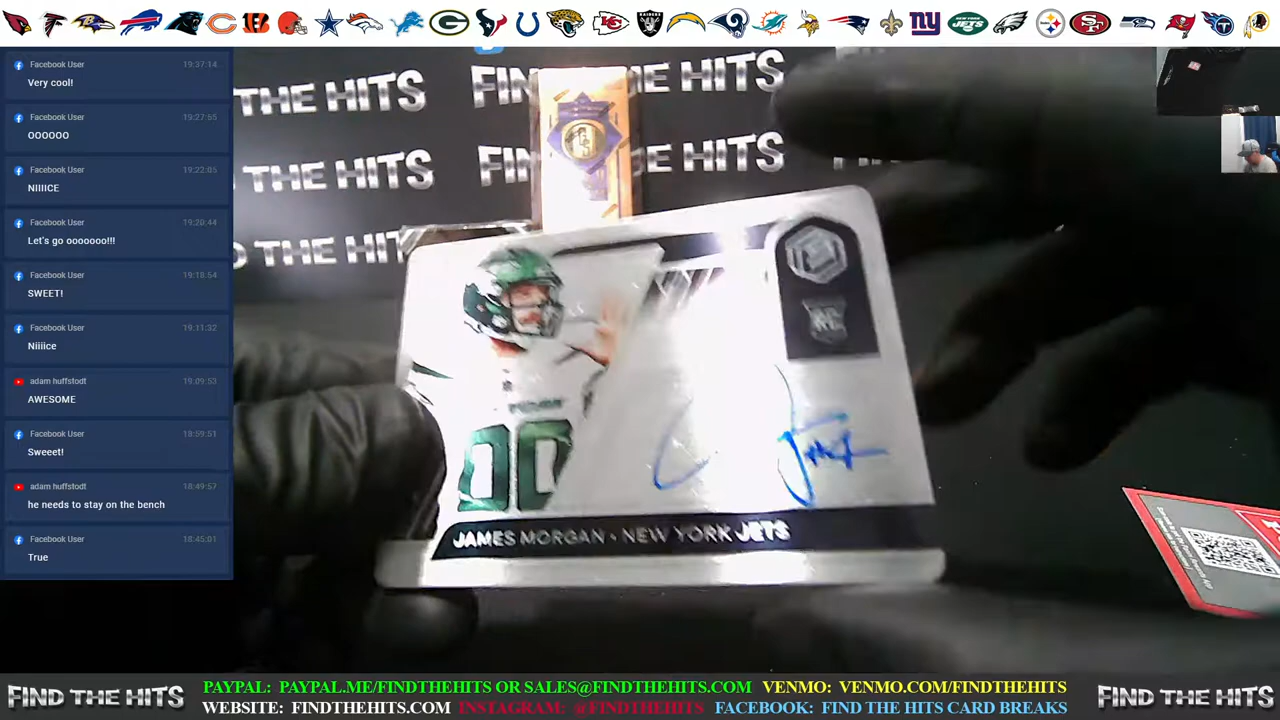 Facebook User 19:37:14
Very cool!
Facebook User 19:27:55
OOOOOO
Facebook User 19:22:05
NIIIICE
Facebook User 19:20:44
Let's go ooooooo!!!
Facebook User 19:18:54
SWEET!
Facebook User 19:11:32
Niiiice
adam huffstodt 19:09:53
AWESOME
Facebook User 18:59:51
Sweeet!
adam huffstodt 18:49:57
he needs to stay on the bench
Facebook User 18:45:01
True
THE HITS FIND THE HITS
THE HITS FIND THE HITS
THE HIT
00
JAMES MORGAN • NEW YORK JETS
FIND THE HITS
PAYPAL: PAYPAL.ME/FINDTHEHITS OR SALES@FINDTHEHITS.COM VENMO: VENMO.COM/FINDTHEHITS
WEBSITE: FINDTHEHITS.COM INSTAGRAM: @FINDTHEHITS FACEBOOK: FIND THE HITS CARD BREAKS
FIND THE HITS